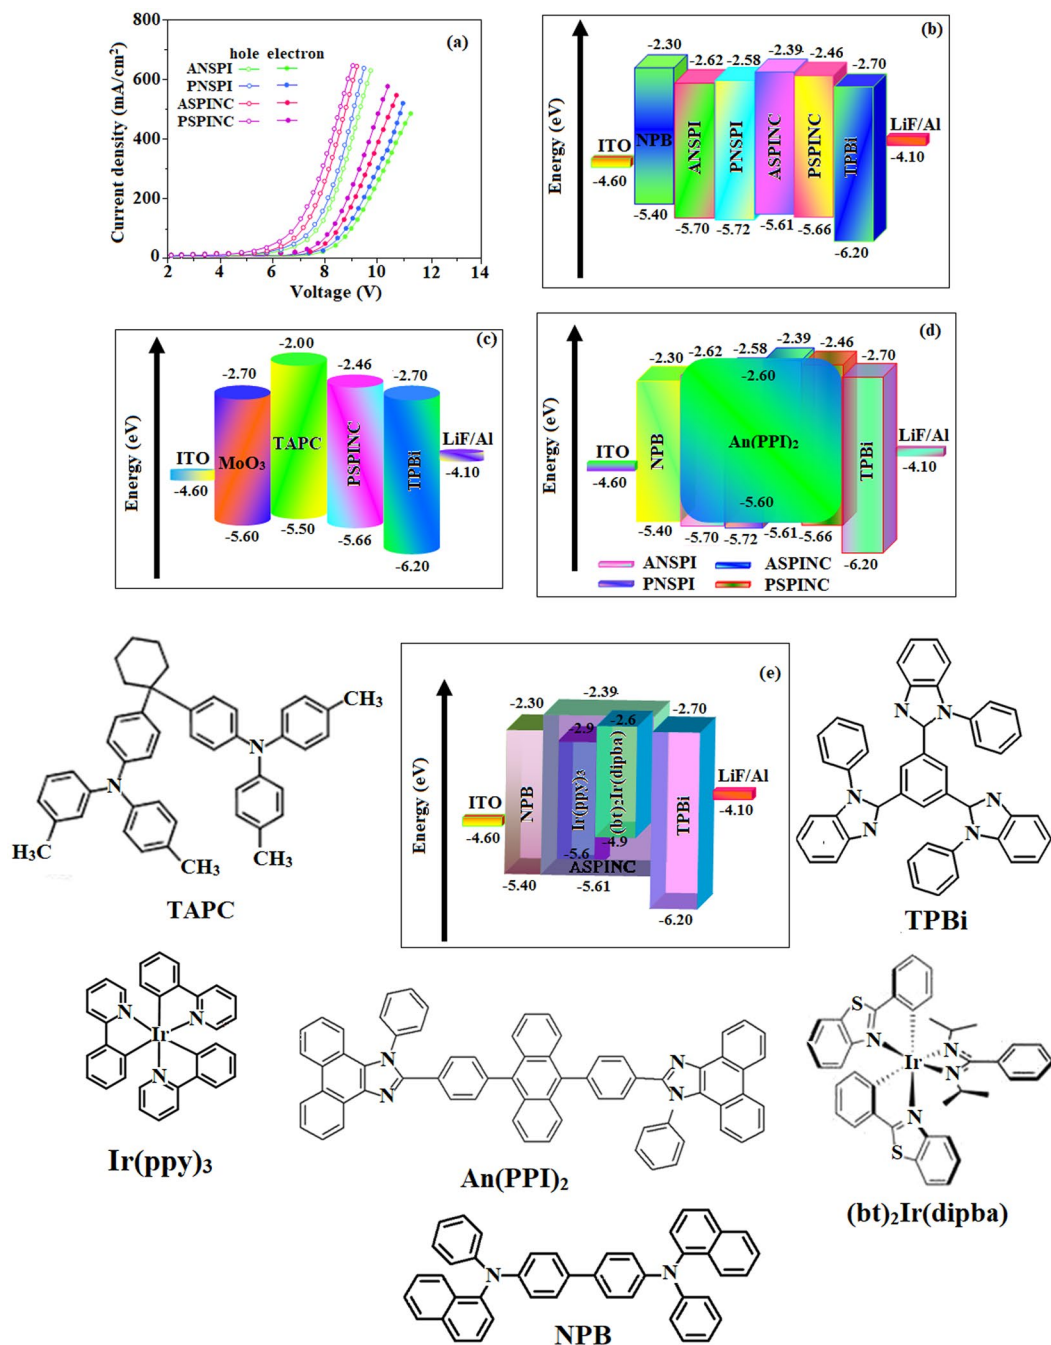 (a)
800
600
400
200
0
Current density (mA/cm²)
hole electron
ANSPI
PNSPI
ASPINC
PSPINC
2 4 6 8 10 12 14
Voltage (V)
(b)
Energy (eV)
-2.30 -2.62 -2.58 -2.39 -2.46 -2.70
ITO
-4.60
NPB
ANSPI
PNSPI
ASPINC
PSPINC
TPBi
LiF/Al
-4.10
-5.40 -5.70 -5.72 -5.61 -5.66 -6.20
(c)
Energy (eV)
-2.70 -2.00 -2.46 -2.70
ITO
-4.60
MoO₃
TAPC
PSPINC
TPBi
LiF/Al
-4.10
-5.60 -5.50 -5.66 -6.20
(d)
Energy (eV)
-2.30 -2.62 -2.58 -2.39 -2.46 -2.70
-2.60
ITO
-4.60
NPB
An(PPI)₂
TPBi
LiF/Al
-4.10
-5.60
-5.40 -5.70 -5.72 -5.61 -5.66 -6.20
ANSPI ASPINC
PNSPI PSPINC
(e)
Energy (eV)
-2.30 -2.39 -2.70
-2.9 -2.6
ITO
-4.60
NPB
Ir(ppy)₃
(bt)₂Ir(dipba)
TPBi
LiF/Al
-4.10
-5.6 -4.9
ASPINC
-5.40 -5.61 -6.20
CH₃
N
N
H₃C
CH₃
CH₃
TAPC
N
N
N
N
N
N
TPBi
N
Ir
N
N
Ir(ppy)₃
N
N
N
N
An(PPI)₂
S
N
N
Ir
N
N
S
(bt)₂Ir(dipba)
N
N
NPB